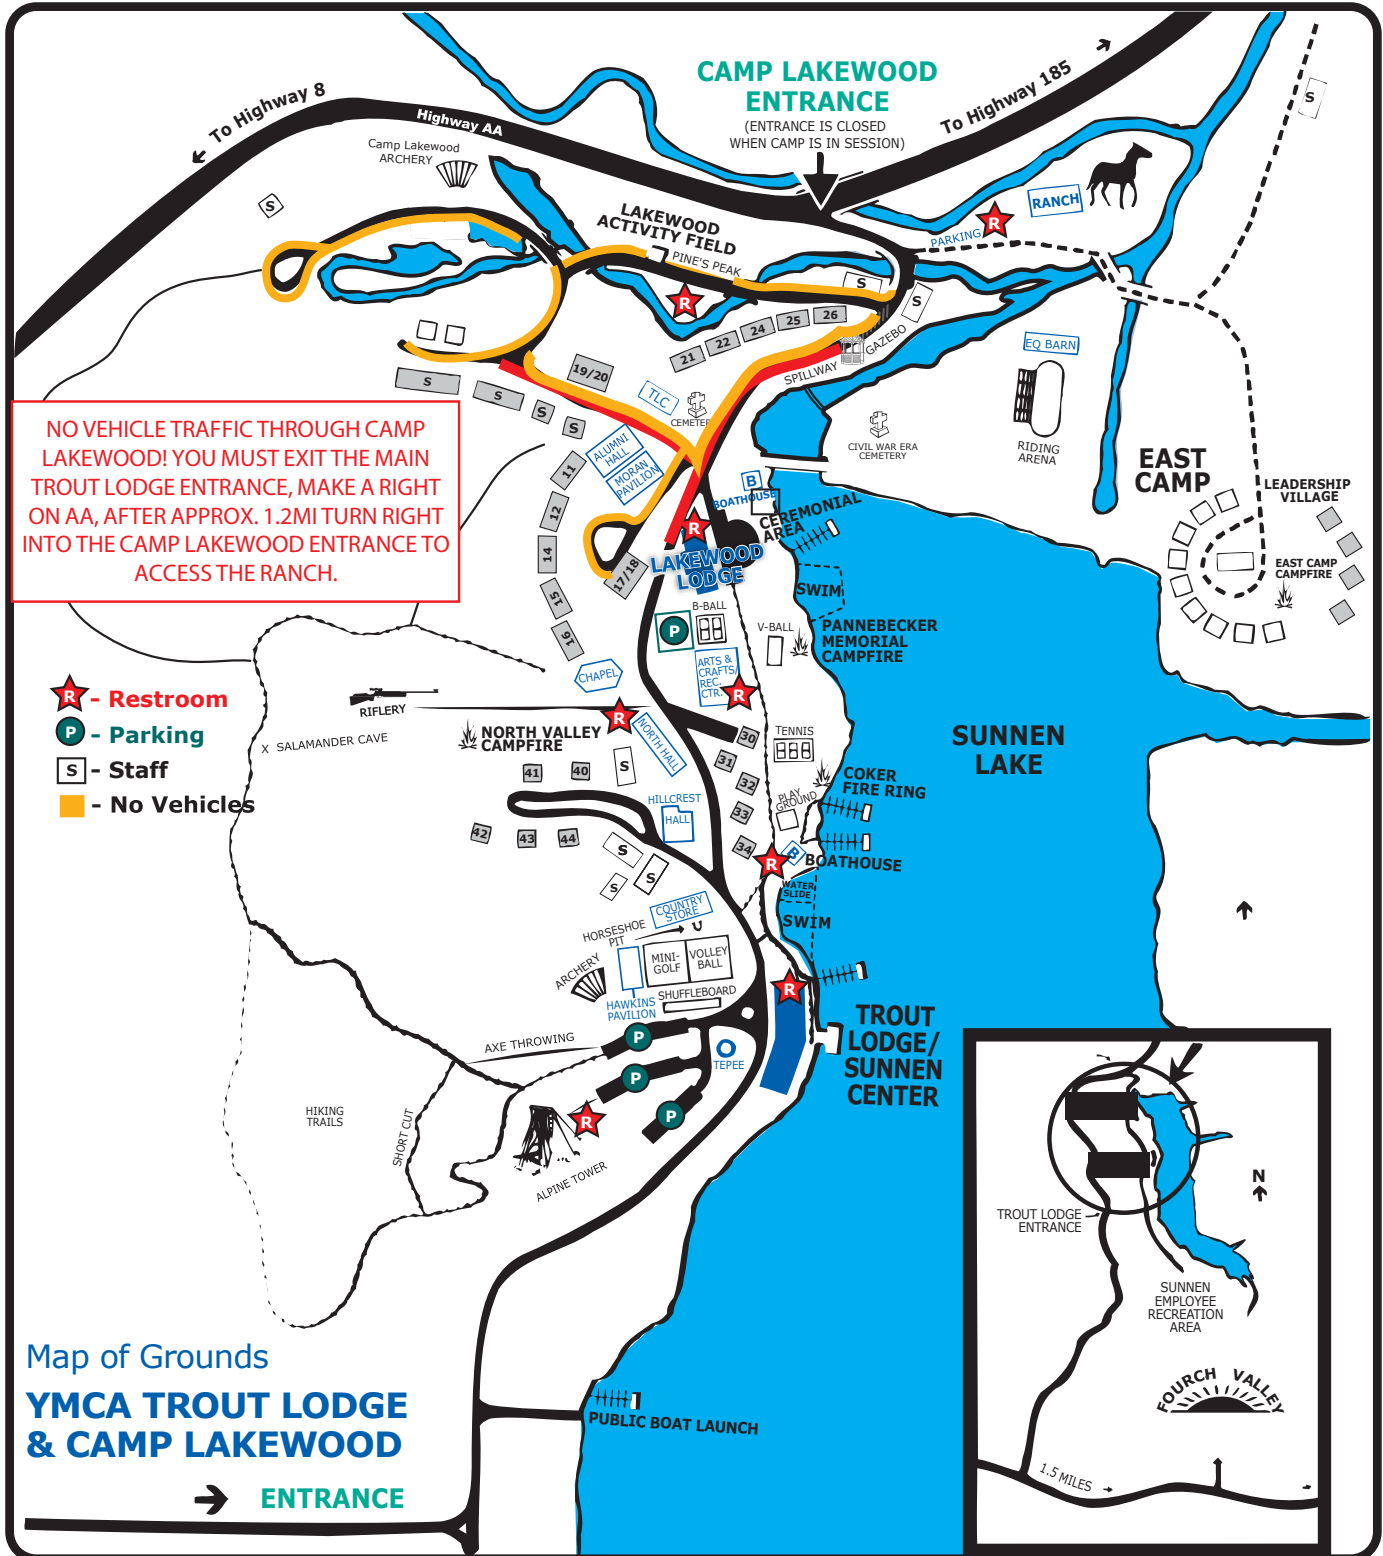 To Highway 8
Highway AA
To Highway 185
CAMP LAKEWOOD
ENTRANCE
(ENTRANCE IS CLOSED
WHEN CAMP IS IN SESSION)
Camp Lakewood
ARCHERY
S
S
LAKEWOOD
ACTIVITY FIELD
PINE'S PEAK
R
PARKING
R
RANCH
S
S
GAZEBO
SPILLWAY
21
22
24
25
26
EQ BARN
RIDING
ARENA
19/20
TLC
CEMETER
S
S
S
S
CIVIL WAR ERA
CEMETERY
NO VEHICLE TRAFFIC THROUGH CAMP
LAKEWOOD! YOU MUST EXIT THE MAIN
TROUT LODGE ENTRANCE, MAKE A RIGHT
ON AA, AFTER APPROX. 1.2MI TURN RIGHT
INTO THE CAMP LAKEWOOD ENTRANCE TO
ACCESS THE RANCH.
ALUMNI
HALL
MORAN
PAVILION
11
12
14
15
16
17/18
B
BOATHOUSE
CEREMONIAL
AREA
R
LAKEWOOD
LODGE
SWIM
EAST
CAMP
LEADERSHIP
VILLAGE
EAST CAMP
CAMPFIRE
P
B-BALL
V-BALL
PANNEBECKER
MEMORIAL
CAMPFIRE
ARTS &
CRAFTS/
REC.
CTR.
R
CHAPEL
R - Restroom
P - Parking
S - Staff
- No Vehicles
RIFLERY
X SALAMANDER CAVE
NORTH VALLEY
CAMPFIRE
R
NORTH HALL
S
41
40
42
43
44
HILLCREST
HALL
30
31
32
33
34
TENNIS
PLAY
GROUND
COKER
FIRE RING
SUNNEN
LAKE
R
B
BOATHOUSE
WATER
SLIDE
SWIM
S
S
S
COUNTRY
STORE
HORSESHOE
PIT
MINI-
GOLF
VOLLEY
BALL
ARCHERY
HAWKINS
PAVILION
SHUFFLEBOARD
R
AXE THROWING
P
P
P
TEPEE
TROUT
LODGE/
SUNNEN
CENTER
HIKING
TRAILS
SHORT CUT
R
ALPINE TOWER
N
TROUT LODGE
ENTRANCE
SUNNEN
EMPLOYEE
RECREATION
AREA
FOURCH VALLEY
1.5 MILES
PUBLIC BOAT LAUNCH
Map of Grounds
YMCA TROUT LODGE
& CAMP LAKEWOOD
ENTRANCE